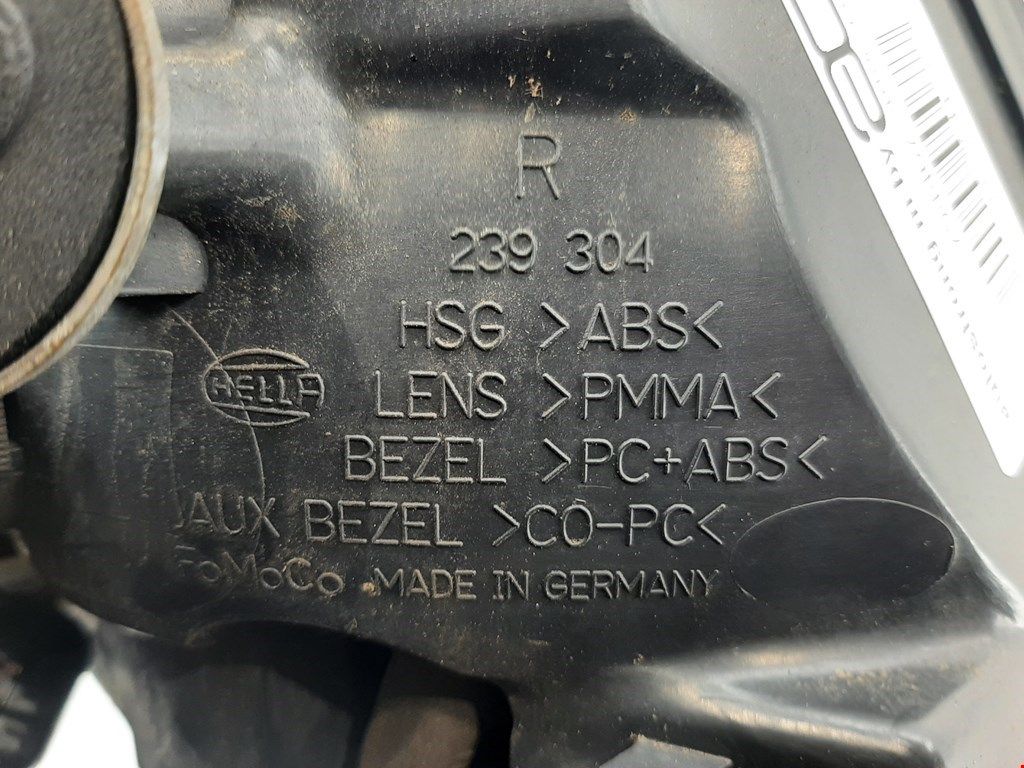 R
239 304
HSG >ABS<
HELLA
LENS >PMMA<
BEZEL >PC+ABS<
AUX BEZEL >CO-PC<
FoMoCo MADE IN GERMANY